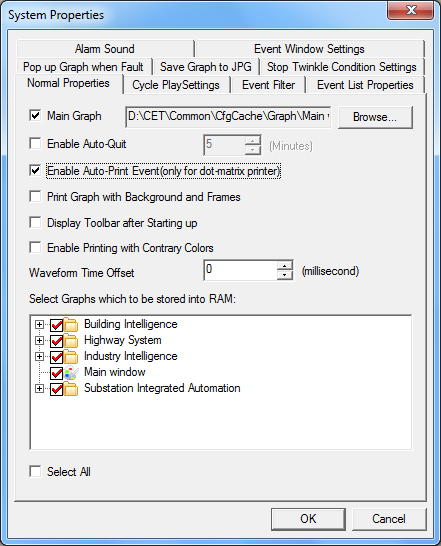 System Properties
Alarm Sound Event Window Settings
Pop up Graph when Fault Save Graph to JPG Stop Twinkle Condition Settings
Normal Properties Cycle PlaySettings Event Filter Event List Properties
Main Graph D:\CET\Common\CfgCache\Graph\Main Browse...
Enable Auto-Quit 5 (Minutes)
Enable Auto-Print Event(only for dot-matrix printer)
Print Graph with Background and Frames
Display Toolbar after Starting up
Enable Printing with Contrary Colors
Waveform Time Offset 0 (millisecond)
Select Graphs which to be stored into RAM:
Building Intelligence
Highway System
Industry Intelligence
Main window
Substation Integrated Automation
Select All
OK Cancel